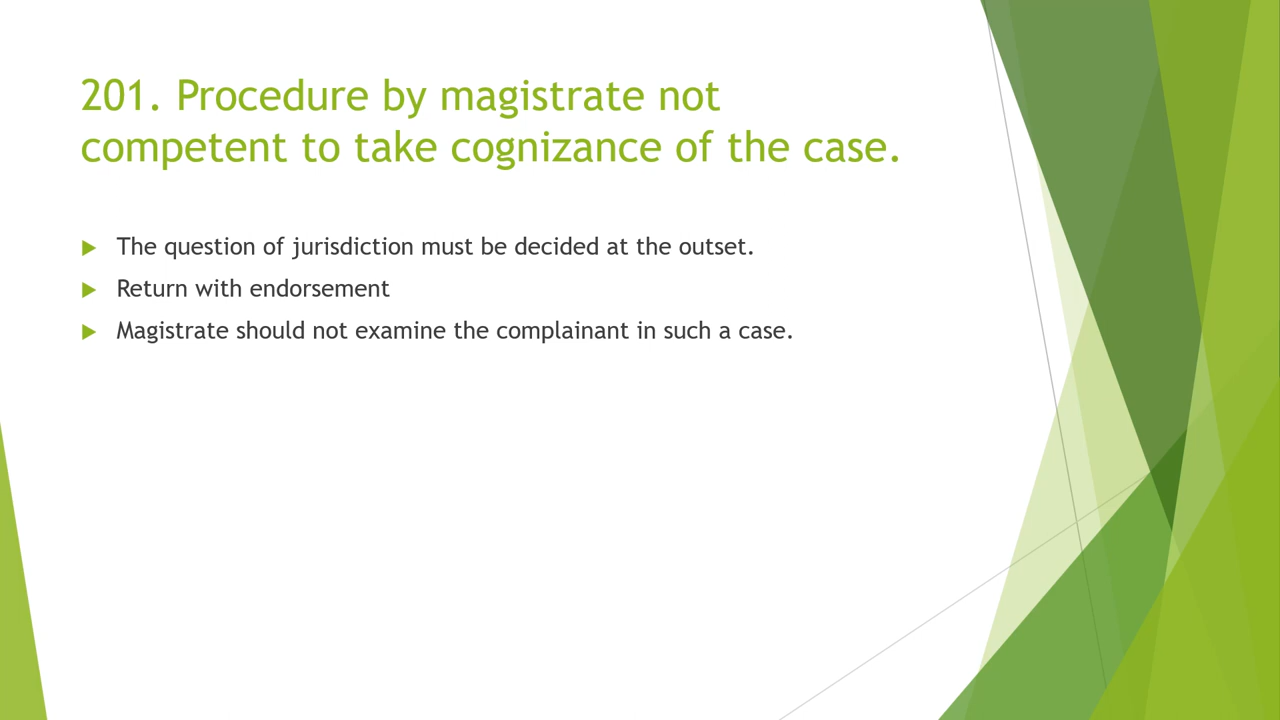 201. Procedure by magistrate not
competent to take cognizance of the case.
The question of jurisdiction must be decided at the outset.
Return with endorsement
Magistrate should not examine the complainant in such a case.